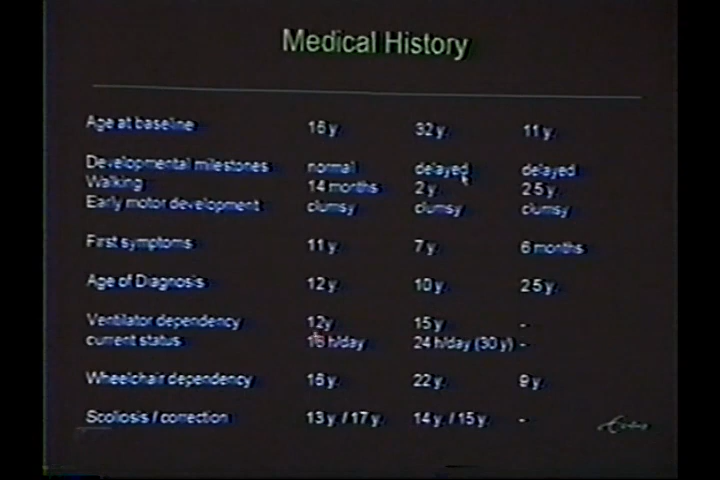 Medical History
Age at baseline 16 y. 32 y. 11 y.
Developmental milestones normal delayed delayed
Walking 14 months 2 y. 2.5 y.
Early motor development clumsy clumsy clumsy
First symptoms 11 y. 7 y. 6 months
Age of Diagnosis 12 y. 10 y. 2.5 y.
Ventilator dependency 12y 15 y. -
current status 16 h/day 24 h/day (30 y) -
Wheelchair dependency 16 y. 22 y. 9 y.
Scoliosis / correction 13 y. / 17 y. 14 y. / 15 y. -